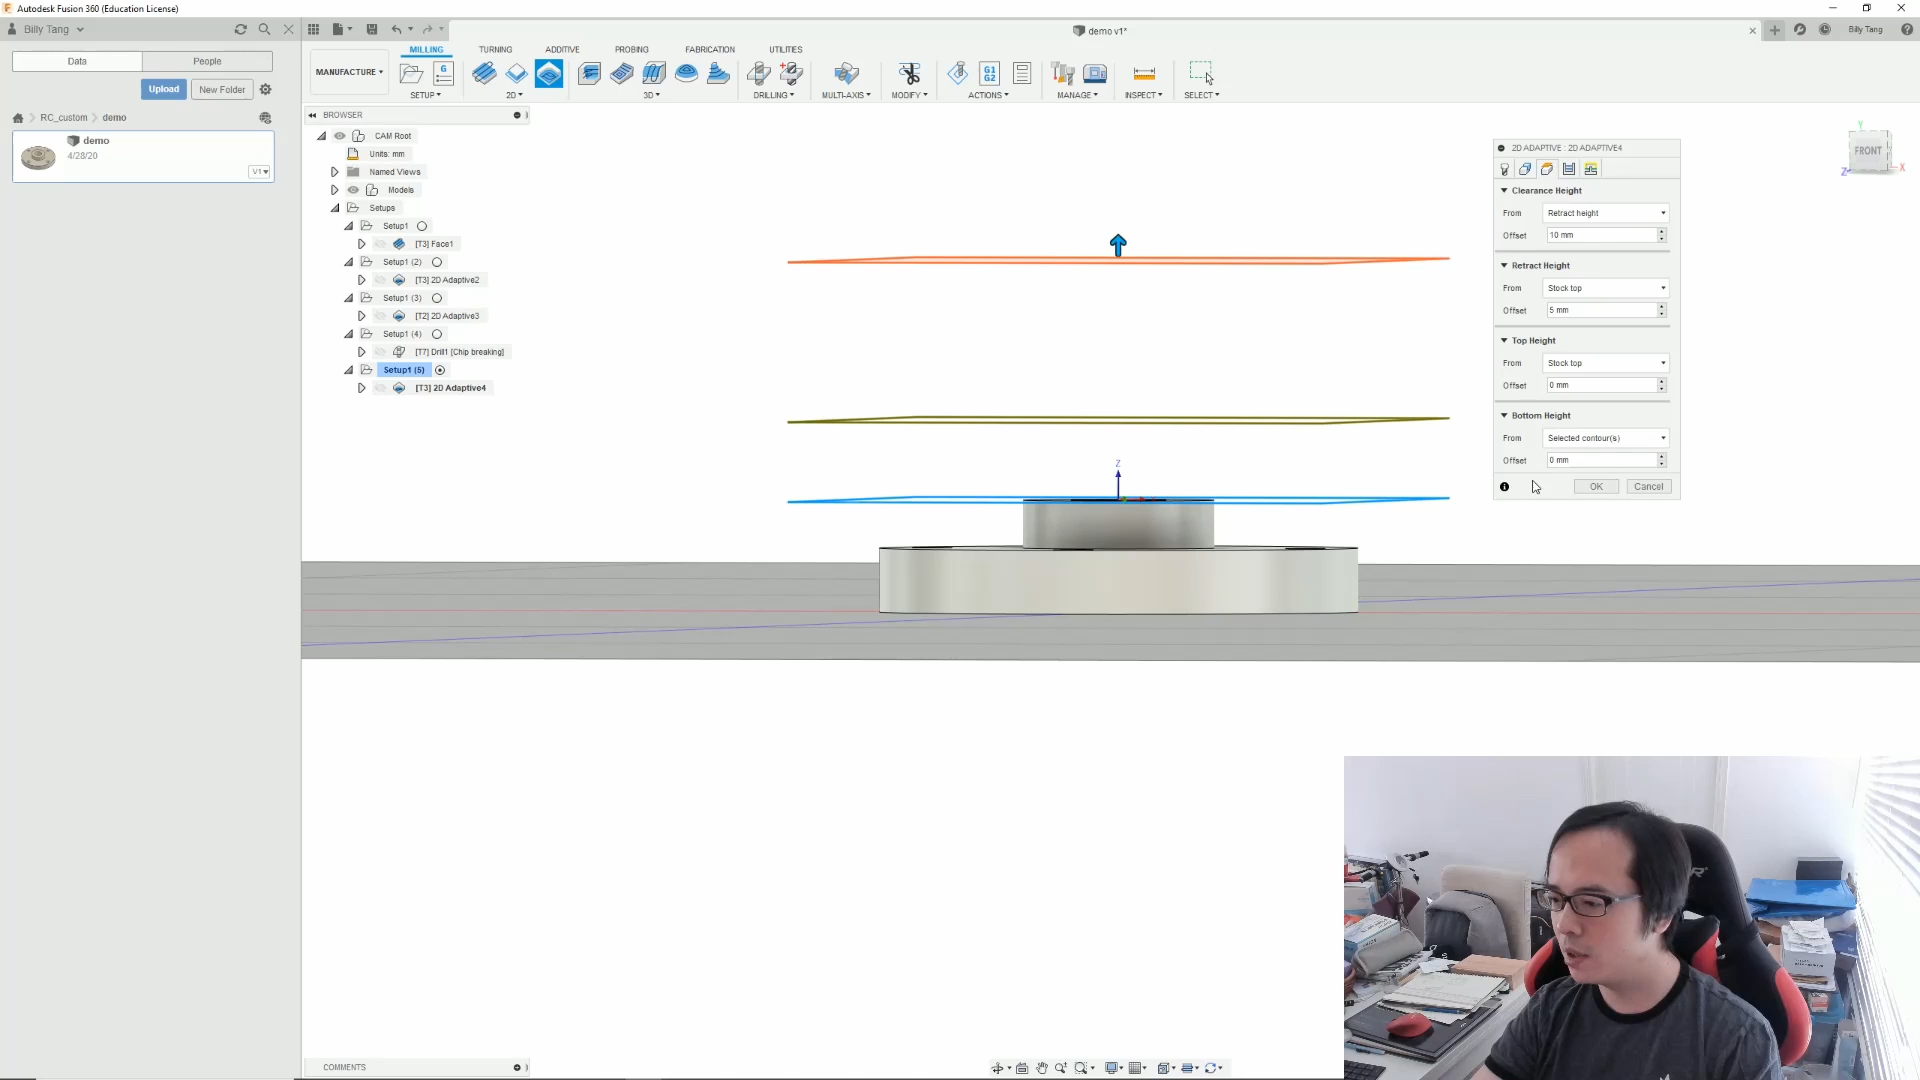 Autodesk Fusion 360 (Education License)
Billy Tang
demo v1*
Billy Tang
Data
People
Upload
New Folder
RC_custom
demo
demo
4/28/20
V1
MANUFACTURE
MILLING
TURNING
ADDITIVE
PROBING
FABRICATION
UTILITIES
SETUP
2D
3D
DRILLING
MULTI-AXIS
MODIFY
G1
G2
ACTIONS
MANAGE
INSPECT
SELECT
BROWSER
CAM Root
Units: mm
Named Views
Models
Setups
Setup1
[T3] Face1
Setup1 (2)
[T3] 2D Adaptive2
Setup1 (3)
[T2] 2D Adaptive3
Setup1 (4)
[T7] Drill1 [Chip breaking]
Setup1 (5)
[T3] 2D Adaptive4
Z
2D ADAPTIVE : 2D ADAPTIVE4
Clearance Height
From Retract height
Offset 10 mm
Retract Height
From Stock top
Offset 5 mm
Top Height
From Stock top
Offset 0 mm
Bottom Height
From Selected contour(s)
Offset 0 mm
OK
Cancel
Y
FRONT
Z
X
COMMENTS